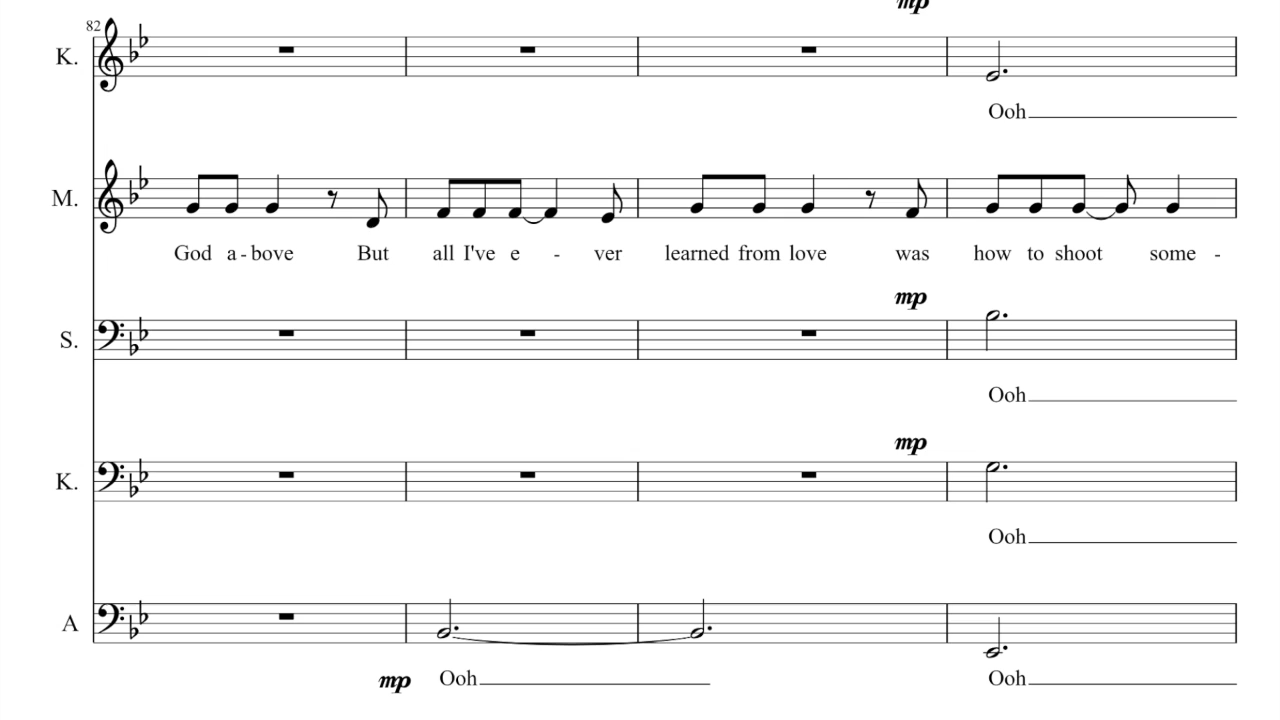 mp
82
K.
Ooh
M.
God a - bove But all I've e - ver learned from love was how to shoot some -
mp
S.
Ooh
mp
K.
Ooh
A
mp Ooh Ooh